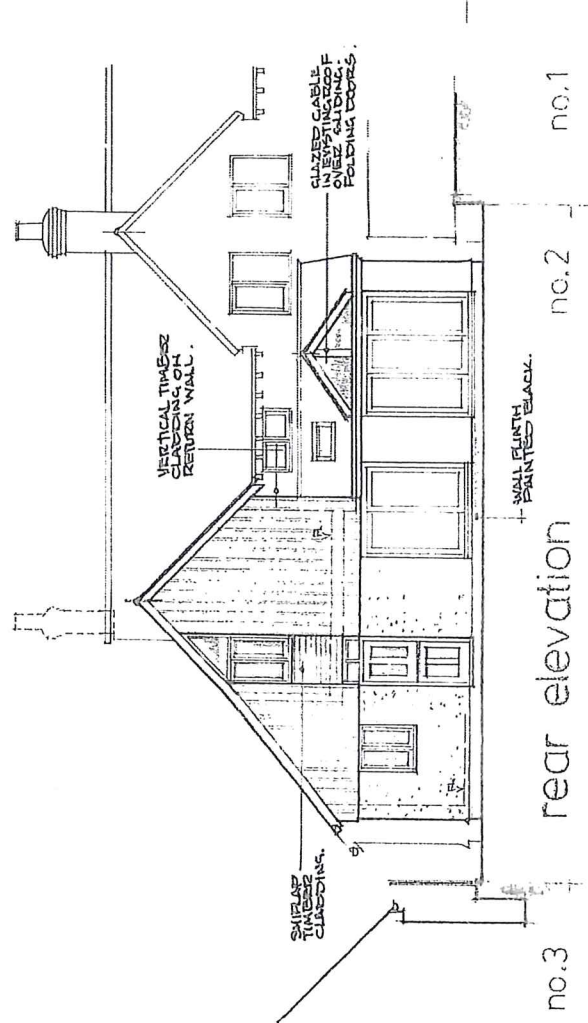 SHIPLAP
TIMBER
CLADDING.
VERTICAL TIMBER
CLADDING ON
RETURN WALL.
GLAZED GABLE
IN EXISTING ROOF
OVER SLIDING-
FOLDING DOORS.
WALL PLINTH
PAINTED BLACK.
no.3
rear elevation
no.2
no.1